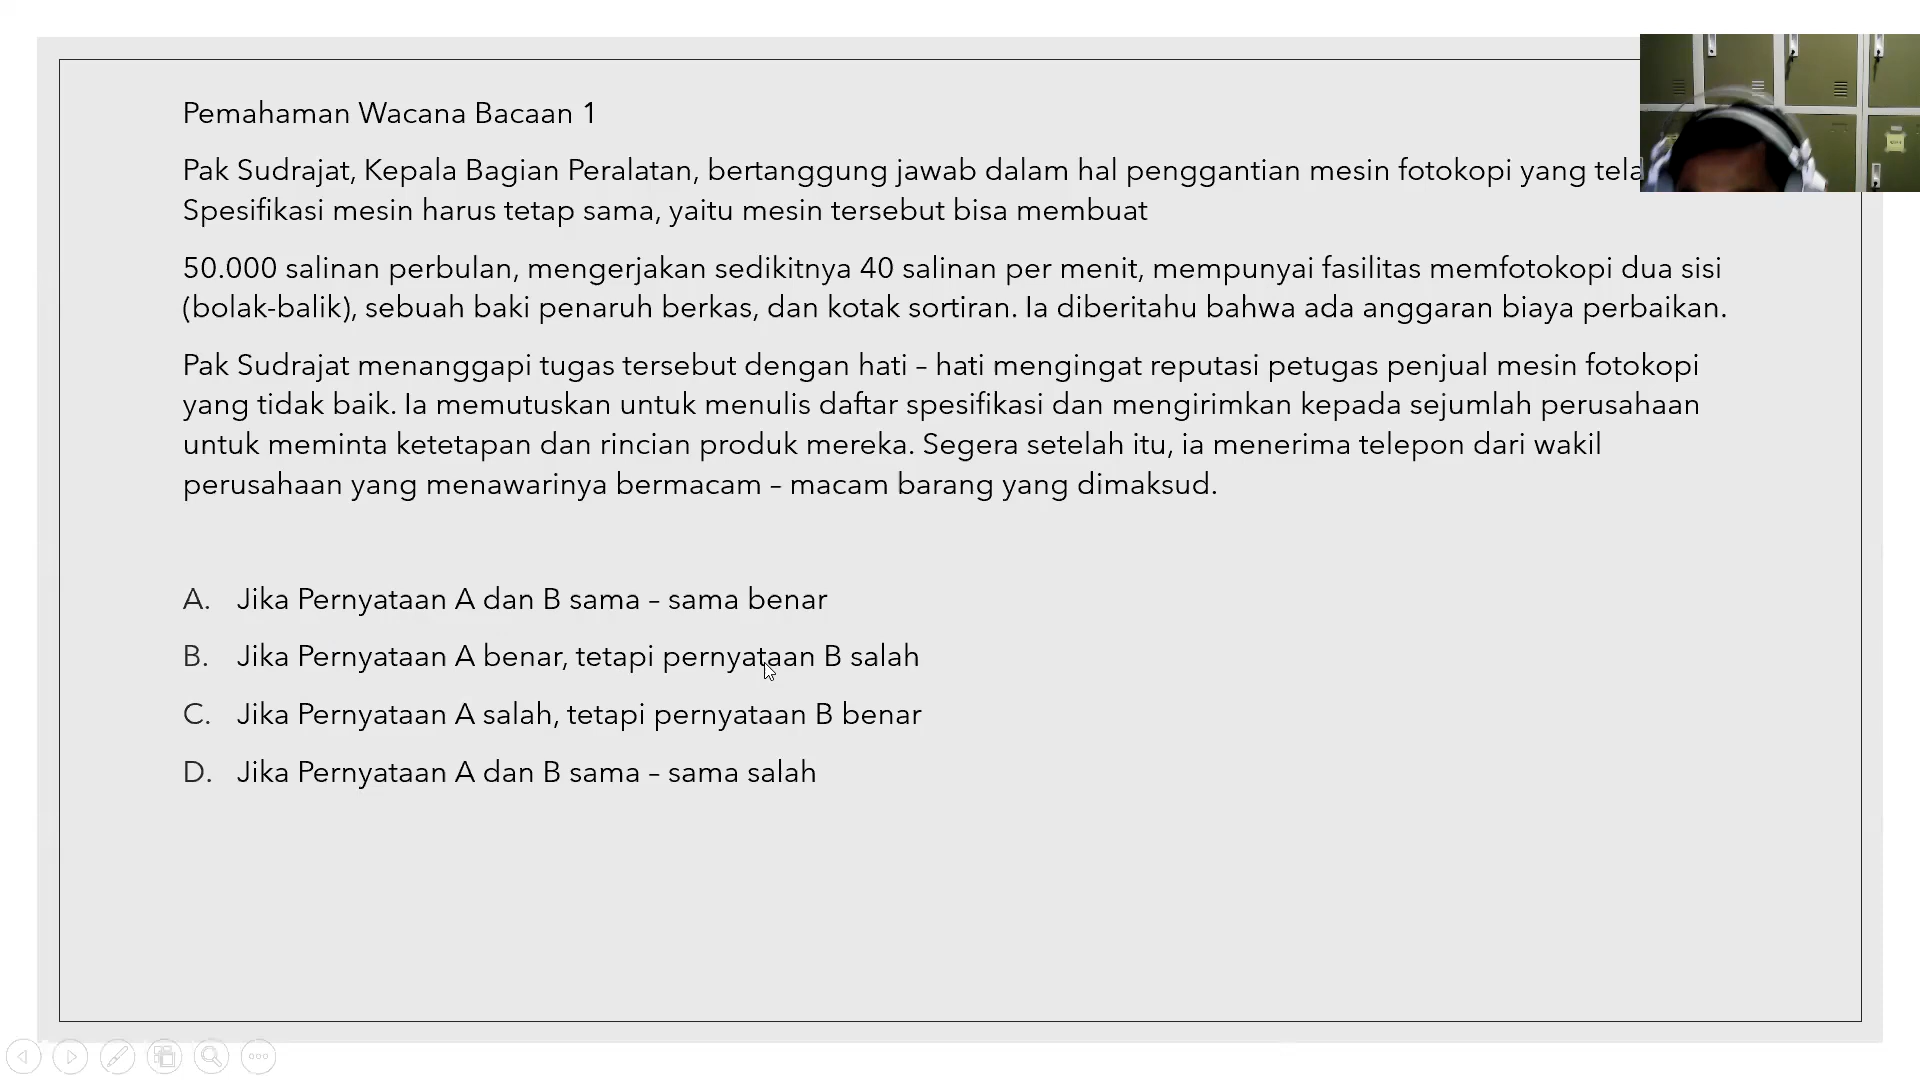 Pemahaman Wacana Bacaan 1
Pak Sudrajat, Kepala Bagian Peralatan, bertanggung jawab dalam hal penggantian mesin fotokopi yang
Spesifikasi mesin harus tetap sama, yaitu mesin tersebut bisa membuat
50.000 salinan perbulan, mengerjakan sedikitnya 40 salinan per menit, mempunyai fasilitas memfotokopi dua sisi
(bolak-balik), sebuah baki penaruh berkas, dan kotak sortiran. Ia diberitahu bahwa ada anggaran biaya perbaikan.
Pak Sudrajat menanggapi tugas tersebut dengan hati – hati mengingat reputasi petugas penjual mesin fotokopi
yang tidak baik. Ia memutuskan untuk menulis daftar spesifikasi dan mengirimkan kepada sejumlah perusahaan
untuk meminta ketetapan dan rincian produk mereka. Segera setelah itu, ia menerima telepon dari wakil
perusahaan yang menawarinya bermacam – macam barang yang dimaksud.
A. Jika Pernyataan A dan B sama – sama benar
B. Jika Pernyataan A benar, tetapi pernyataan B salah
C. Jika Pernyataan A salah, tetapi pernyataan B benar
D. Jika Pernyataan A dan B sama – sama salah